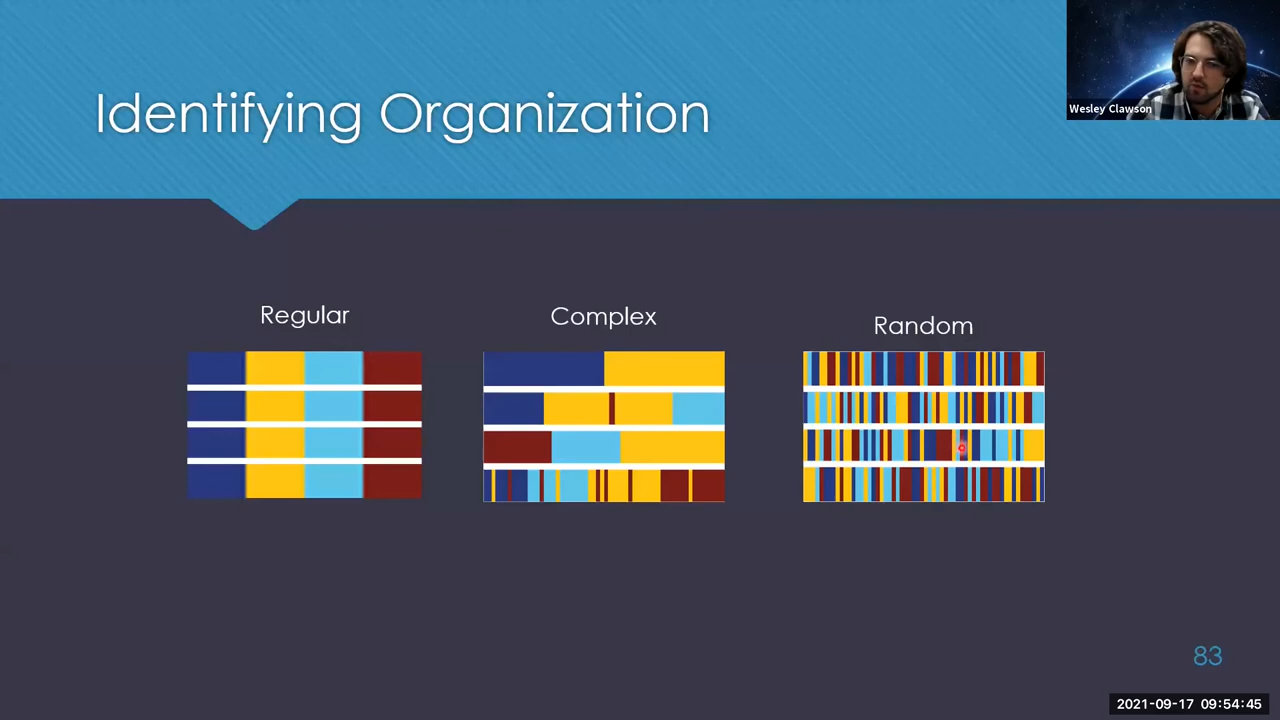 Identifying Organization
Wesley Clawson
Regular
Complex
Random
83
2021-09-17 09:54:45